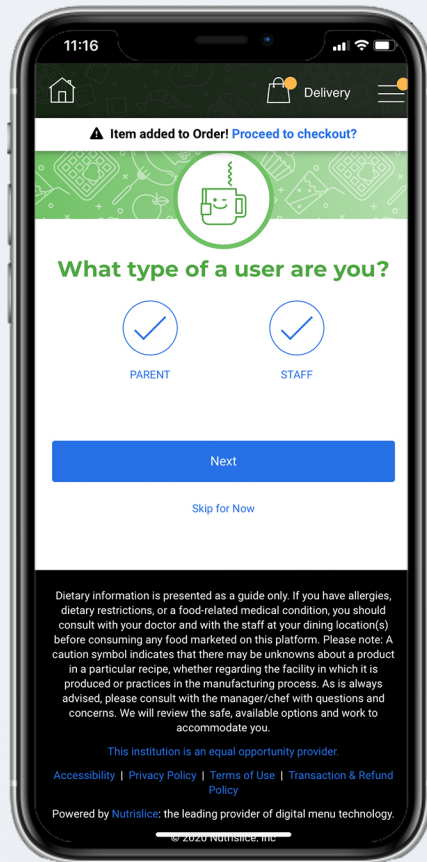 11:16
Delivery
Item added to Order! Proceed to checkout?
What type of a user are you?
PARENT STAFF
Next
Skip for Now
Dietary information is presented as a guide only. If you have allergies,
dietary restrictions, or a food-related medical condition, you should
consult with your doctor and with the staff at your dining location(s)
before consuming any food marketed on this platform. Please note: A
caution symbol indicates that there may be unknowns about a product
in a particular recipe, whether regarding the facility in which it is
produced or practices in the manufacturing process. As is always
advised, please consult with the manager/chef with questions and
concerns. We will review the safe, available options and work to
accommodate you.
This institution is an equal opportunity provider.
Accessibility | Privacy Policy | Terms of Use | Transaction & Refund
Policy
Powered by Nutrislice: the leading provider of digital menu technology.
© 2020 Nutrislice, Inc